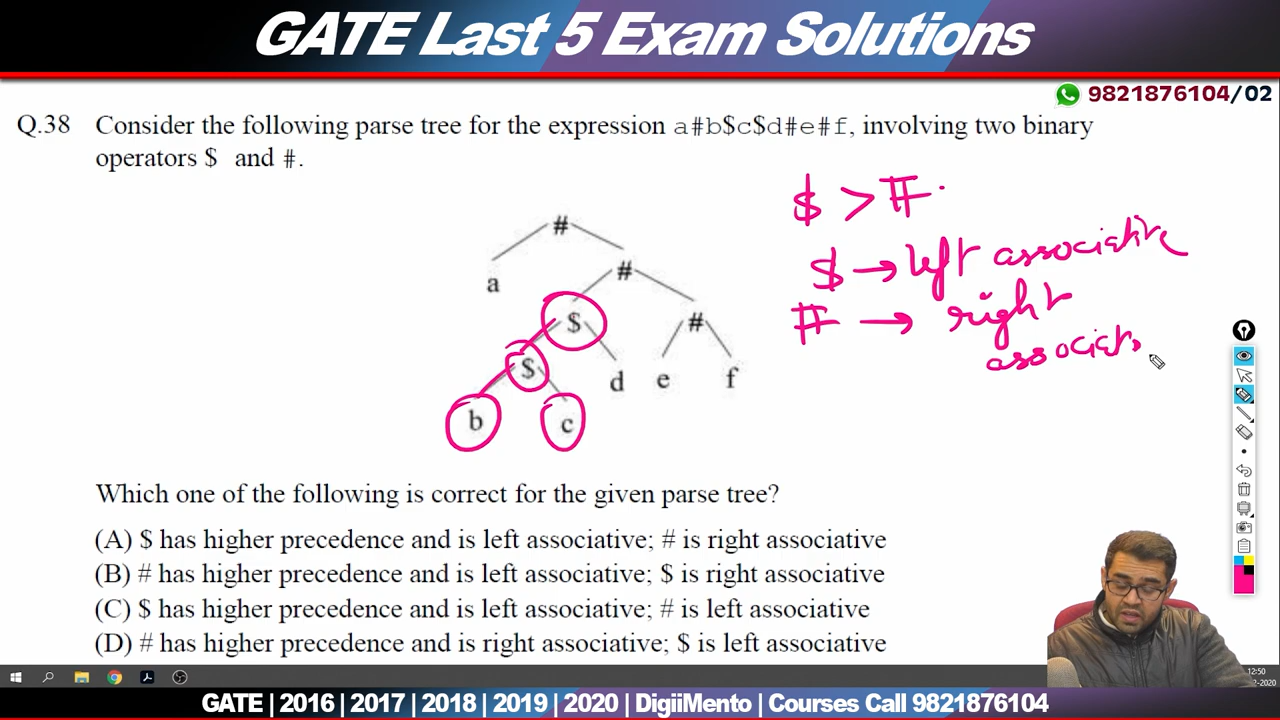 GATE Last 5 Exam Solutions
9821876104/02
Q.38 Consider the following parse tree for the expression a#b$c$d#e#f, involving two binary
operators $ and #.
$ > #.
$ → left associative
# → right
associat
#
a #
$ #
$ d e f
b c
Which one of the following is correct for the given parse tree?
(A) $ has higher precedence and is left associative; # is right associative
(B) # has higher precedence and is left associative; $ is right associative
(C) $ has higher precedence and is left associative; # is left associative
(D) # has higher precedence and is right associative; $ is left associative
12:50
-2020
GATE | 2016 | 2017 | 2018 | 2019 | 2020 | DigiiMento | Courses Call 9821876104